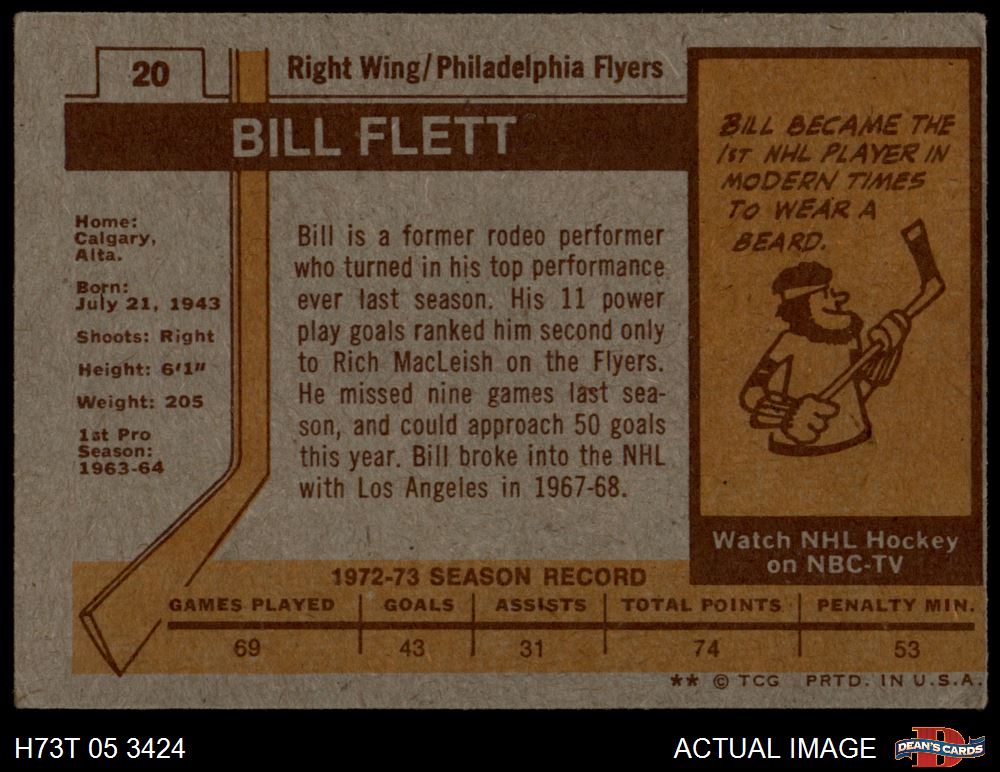 20
Right Wing/Philadelphia Flyers
BILL FLETT
Home:
Calgary,
Alta.
Born:
July 21, 1943
Shoots: Right
Height: 6'1"
Weight: 205
1st Pro
Season:
1963-64
Bill is a former rodeo performer
who turned in his top performance
ever last season. His 11 power
play goals ranked him second only
to Rich MacLeish on the Flyers.
He missed nine games last sea-
son, and could approach 50 goals
this year. Bill broke into the NHL
with Los Angeles in 1967-68.
BILL BECAME THE
1ST NHL PLAYER IN
MODERN TIMES
TO WEAR A
BEARD.
Watch NHL Hockey
on NBC-TV
1972-73 SEASON RECORD
GAMES PLAYED GOALS ASSISTS TOTAL POINTS PENALTY MIN.
69 43 31 74 53
** © TCG PRTD. IN U.S.A.
H73T 05 3424
ACTUAL IMAGE
D
DEAN'S CARDS